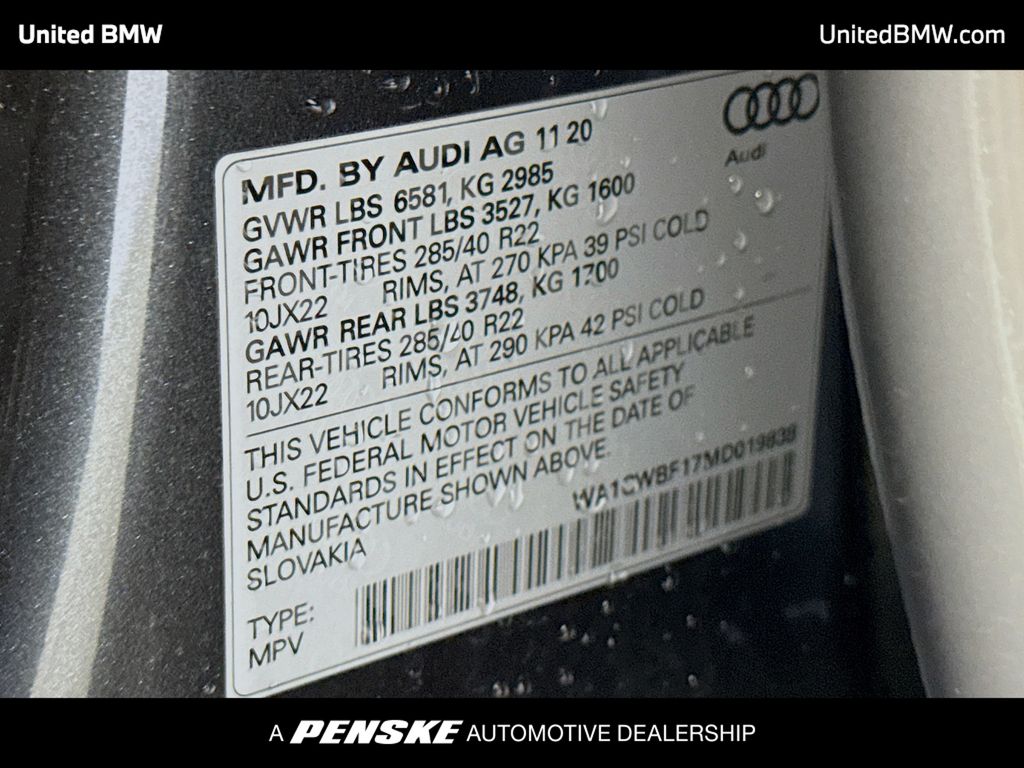 United BMW
UnitedBMW.com
Audi
MFD. BY AUDI AG 11 20
GVWR LBS 6581, KG 2985
GAWR FRONT LBS 3527, KG 1600
FRONT-TIRES 285/40 R22
10JX22 RIMS, AT 270 KPA 39 PSI COLD
GAWR REAR LBS 3748, KG 1700
REAR-TIRES 285/40 R22
10JX22 RIMS, AT 290 KPA 42 PSI COLD
THIS VEHICLE CONFORMS TO ALL APPLICABLE
U.S. FEDERAL MOTOR VEHICLE SAFETY
STANDARDS IN EFFECT ON THE DATE OF
MANUFACTURE SHOWN ABOVE.
SLOVAKIA
WA1CWBF17MD019838
TYPE:
MPV
A PENSKE AUTOMOTIVE DEALERSHIP